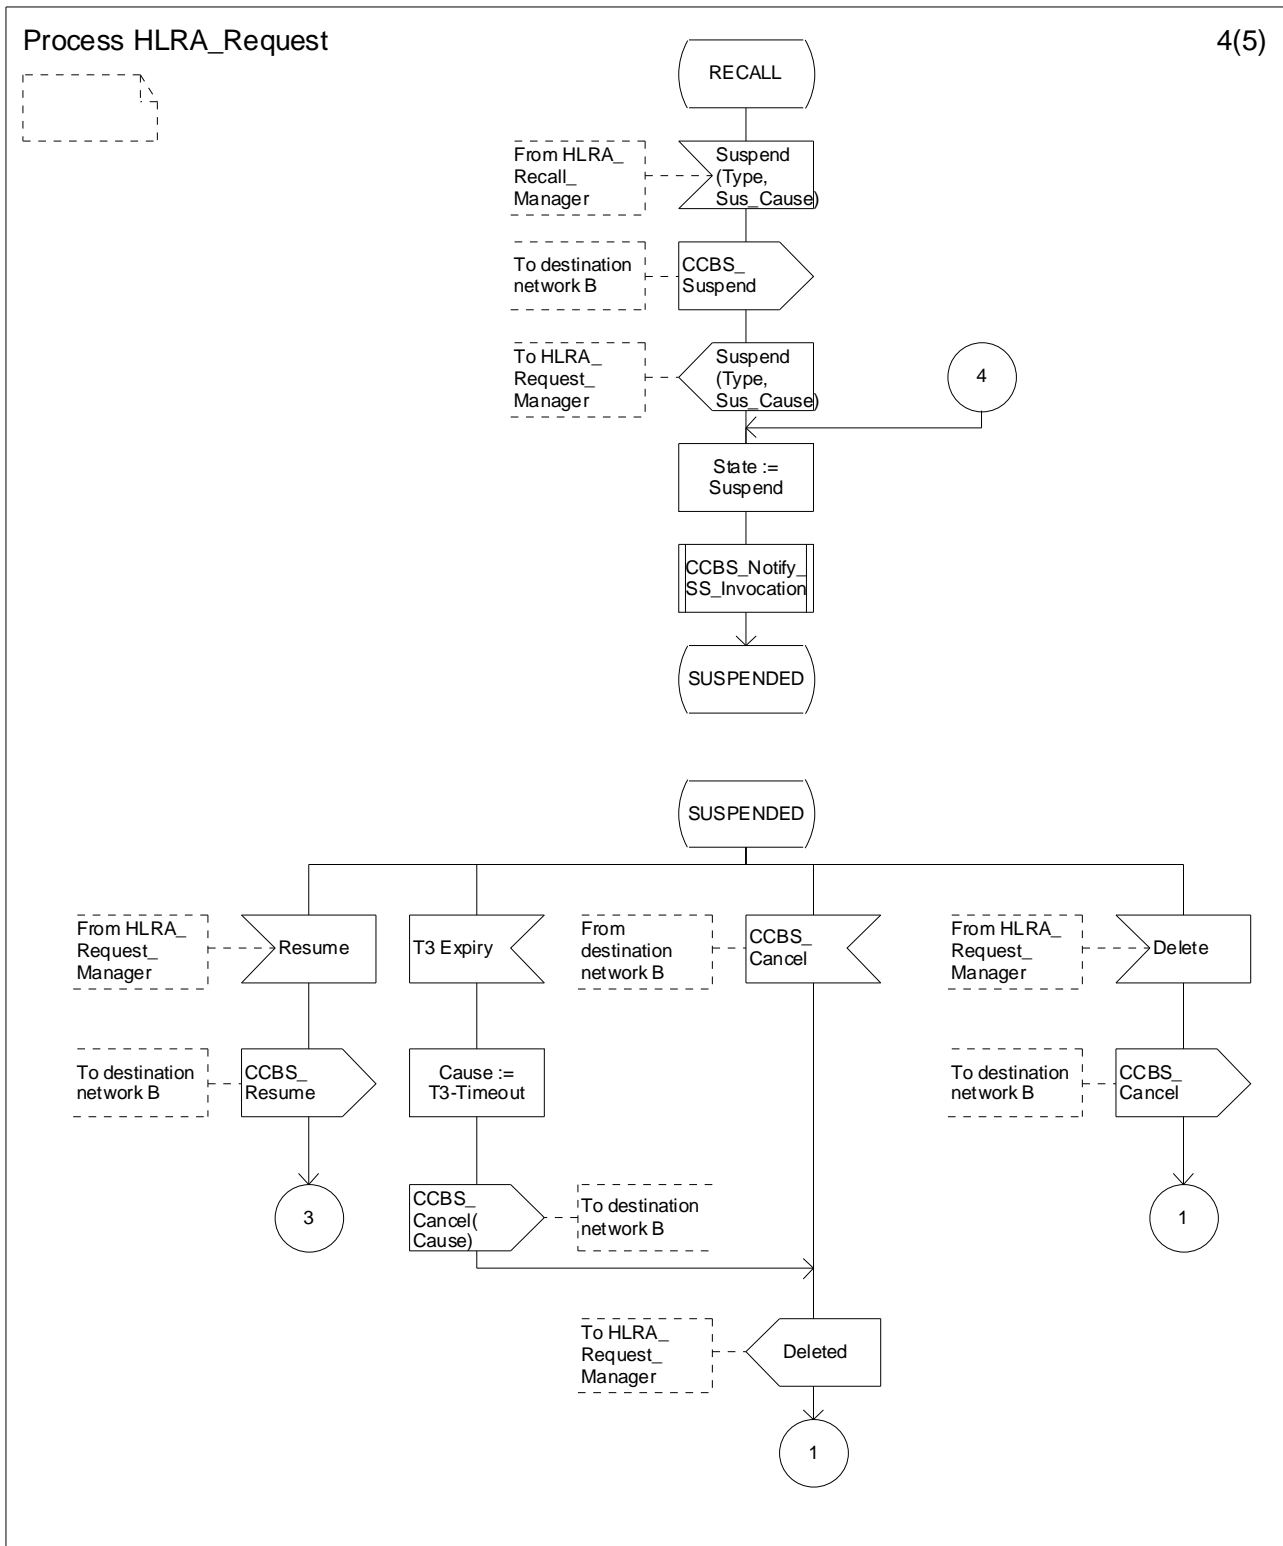 Process HLRA_Request
4(5)
RECALL
From HLRA_
Recall_
Manager
Suspend
(Type,
Sus_Cause)
To destination
network B
CCBS_
Suspend
To HLRA_
Request_
Manager
Suspend
(Type,
Sus_Cause)
4
State :=
Suspend
CCBS_Notify_
SS_Invocation
SUSPENDED
SUSPENDED
From HLRA_
Request_
Manager
Resume
T3 Expiry
From
destination
network B
CCBS_
Cancel
From HLRA_
Request_
Manager
Delete
To destination
network B
CCBS_
Resume
Cause :=
T3-Timeout
To destination
network B
CCBS_
Cancel
3
CCBS_
Cancel(
Cause)
To destination
network B
1
To HLRA_
Request_
Manager
Deleted
1